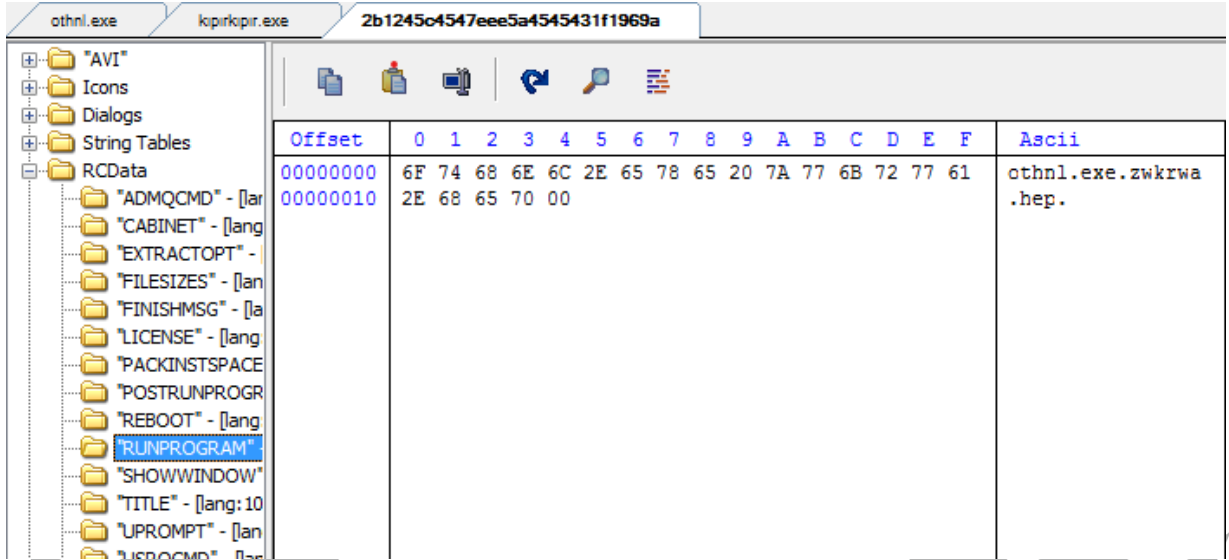 othnl.exe
kıpırkıpır.exe
2b1245c4547eee5a4545431f1969a
"AVI"
Icons
Dialogs
String Tables
RCData
"ADMQCMD" - [lar
"CABINET" - [lang
"EXTRACTOPT" - [
"FILESIZES" - [lan
"FINISHMSG" - [la
"LICENSE" - [lang
"PACKINSTSPACE
"POSTRUNPROGR
"REBOOT" - [lang
"RUNPROGRAM" -
"SHOWWINDOW"
"TITLE" - [lang:10
"UPROMPT" - [lan
"USRQCMD" - [lar
Offset 0 1 2 3 4 5 6 7 8 9 A B C D E F Ascii
00000000 6F 74 68 6E 6C 2E 65 78 65 20 7A 77 6B 72 77 61 othnl.exe.zwkrwa
00000010 2E 68 65 70 00 .hep.